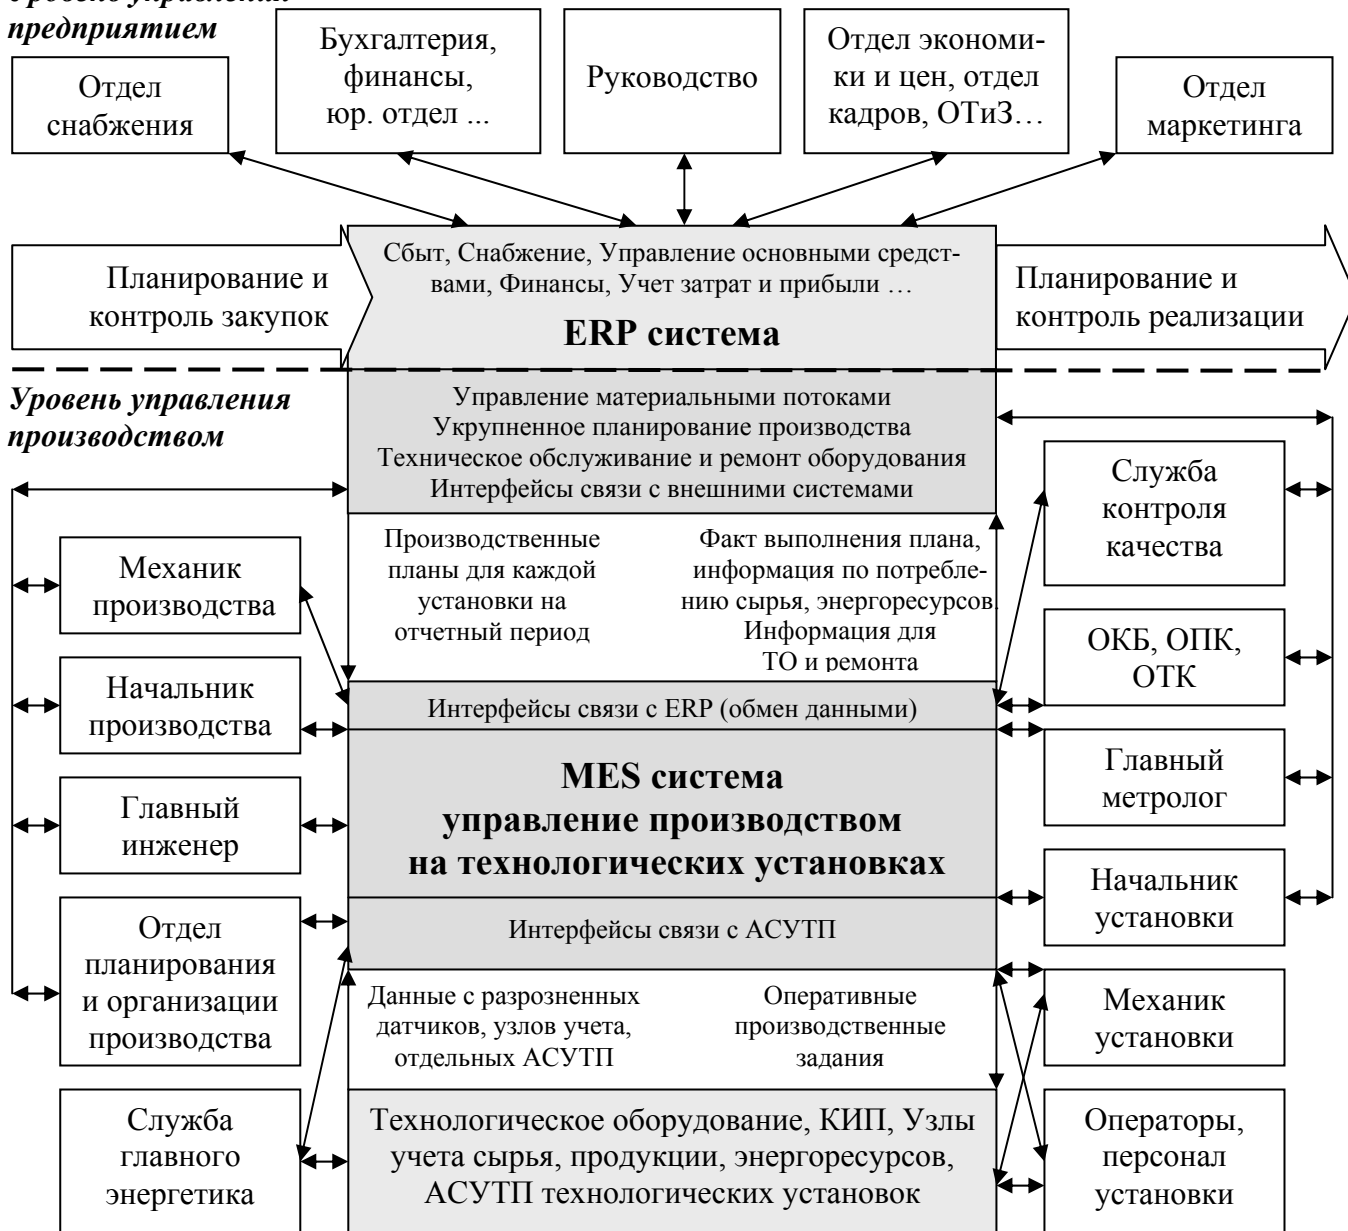 предприятием
Отдел
снабжения
Бухгалтерия,
финансы,
юр. отдел ...
Руководство
Отдел экономи-
ки и цен, отдел
кадров, ОТиЗ…
Отдел
маркетинга
Планирование и
контроль закупок
Сбыт, Снабжение, Управление основными средст-
вами, Финансы, Учет затрат и прибыли …
ERP система
Планирование и
контроль реализации
Уровень управления
производством
Управление материальными потоками
Укрупненное планирование производства
Техническое обслуживание и ремонт оборудования
Интерфейсы связи с внешними системами
Производственные
планы для каждой
установки на
отчетный период
Факт выполнения плана,
информация по потребле-
нию сырья, энергоресурсов.
Информация для
ТО и ремонта
Механик
производства
Начальник
производства
Главный
инженер
Отдел
планирования
и организации
производства
Служба
главного
энергетика
Интерфейсы связи с ERP (обмен данными)
MES система
управление производством
на технологических установках
Интерфейсы связи с АСУТП
Данные с разрозненных
датчиков, узлов учета,
отдельных АСУТП
Оперативные
производственные
задания
Технологическое оборудование, КИП, Узлы
учета сырья, продукции, энергоресурсов,
АСУТП технологических установок
Служба
контроля
качества
ОКБ, ОПК,
ОТК
Главный
метролог
Начальник
установки
Механик
установки
Операторы,
персонал
установки